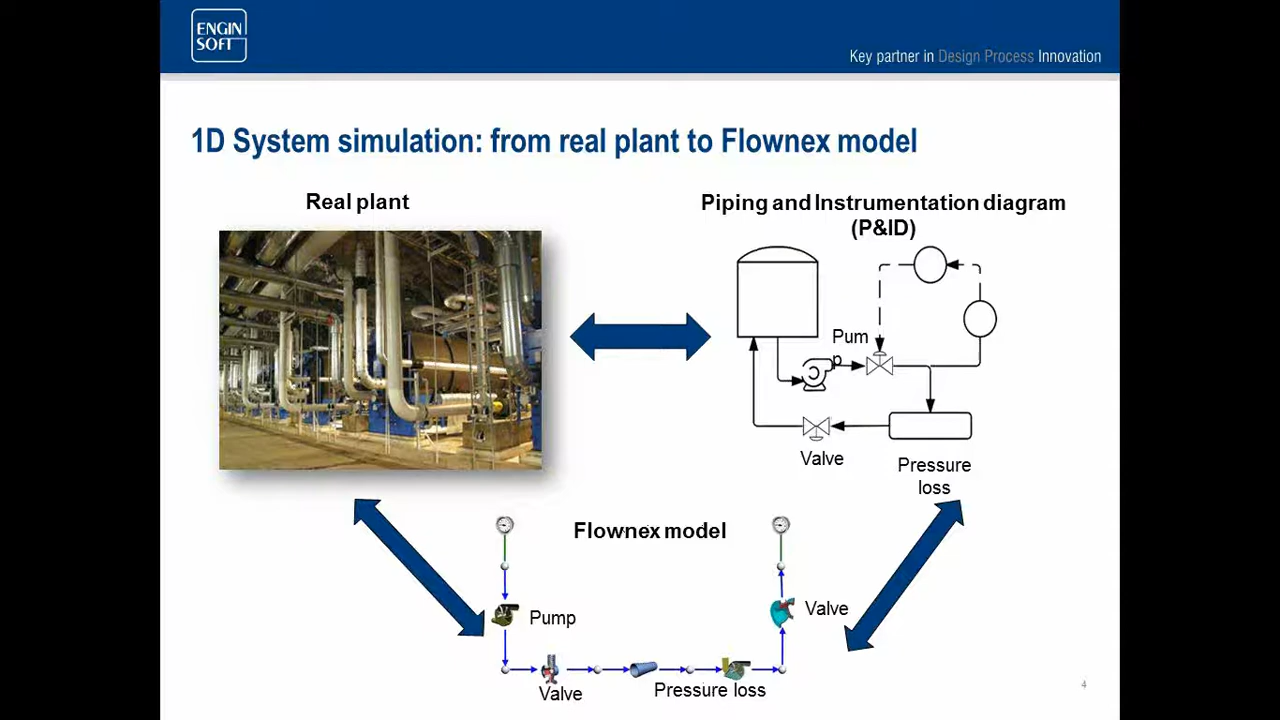 ENGIN
SOFT
Key partner in Design Process Innovation
1D System simulation: from real plant to Flownex model
Real plant
Piping and Instrumentation diagram
(P&ID)
Pum
p
Valve
Pressure
loss
Flownex model
Pump
Valve
Valve
Pressure loss
4